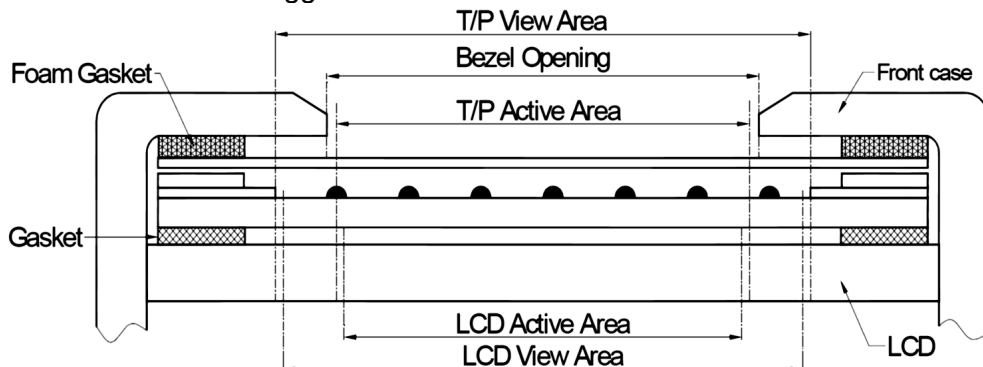 T/P View Area
Bezel Opening
Foam Gasket
Front case
T/P Active Area
Gasket
LCD Active Area
LCD View Area
LCD